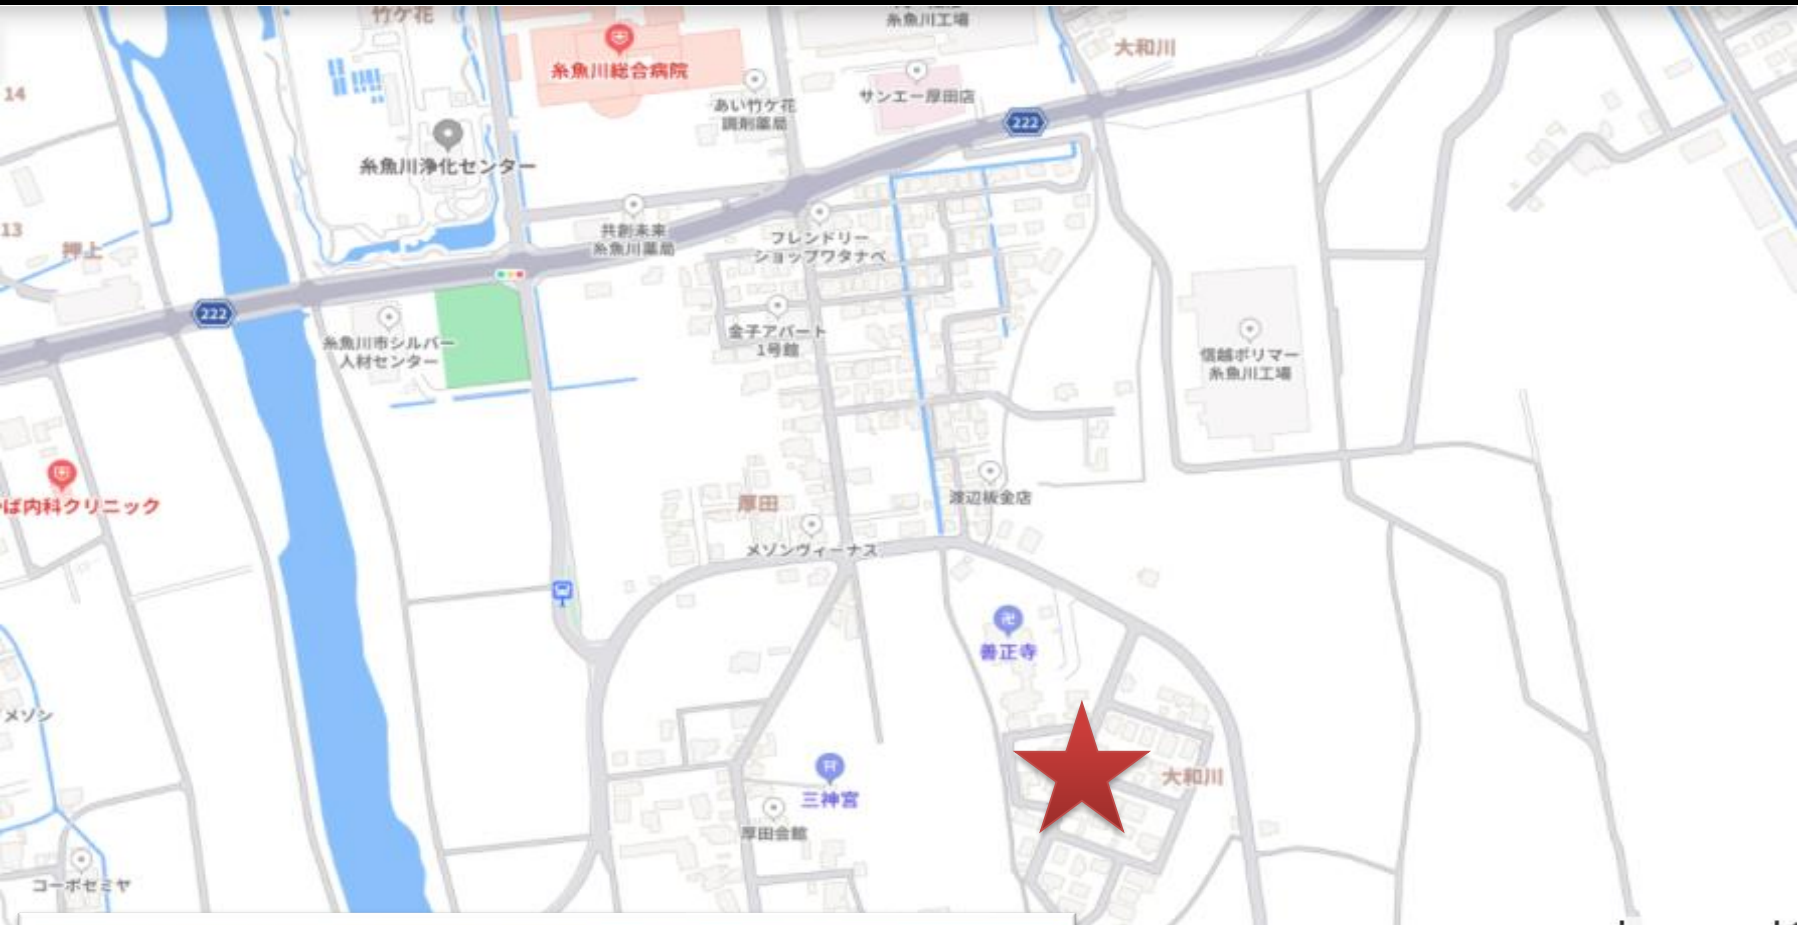 竹ケ花
糸魚川工場
大和川
糸魚川総合病院
サンエー厚田店
あい竹ケ花
調剤薬局
14
222
糸魚川浄化センター
共創未来
糸魚川薬局
フレンドリー
ショップワタナベ
13
押上
222
糸魚川市シルバー
人材センター
金子アパート
1号館
信越ポリマー
糸魚川工場
ば内科クリニック
厚田
渡辺板金店
メゾンヴィーナス
善正寺
メゾン
大和川
三神宮
厚田会館
コーポセミヤ